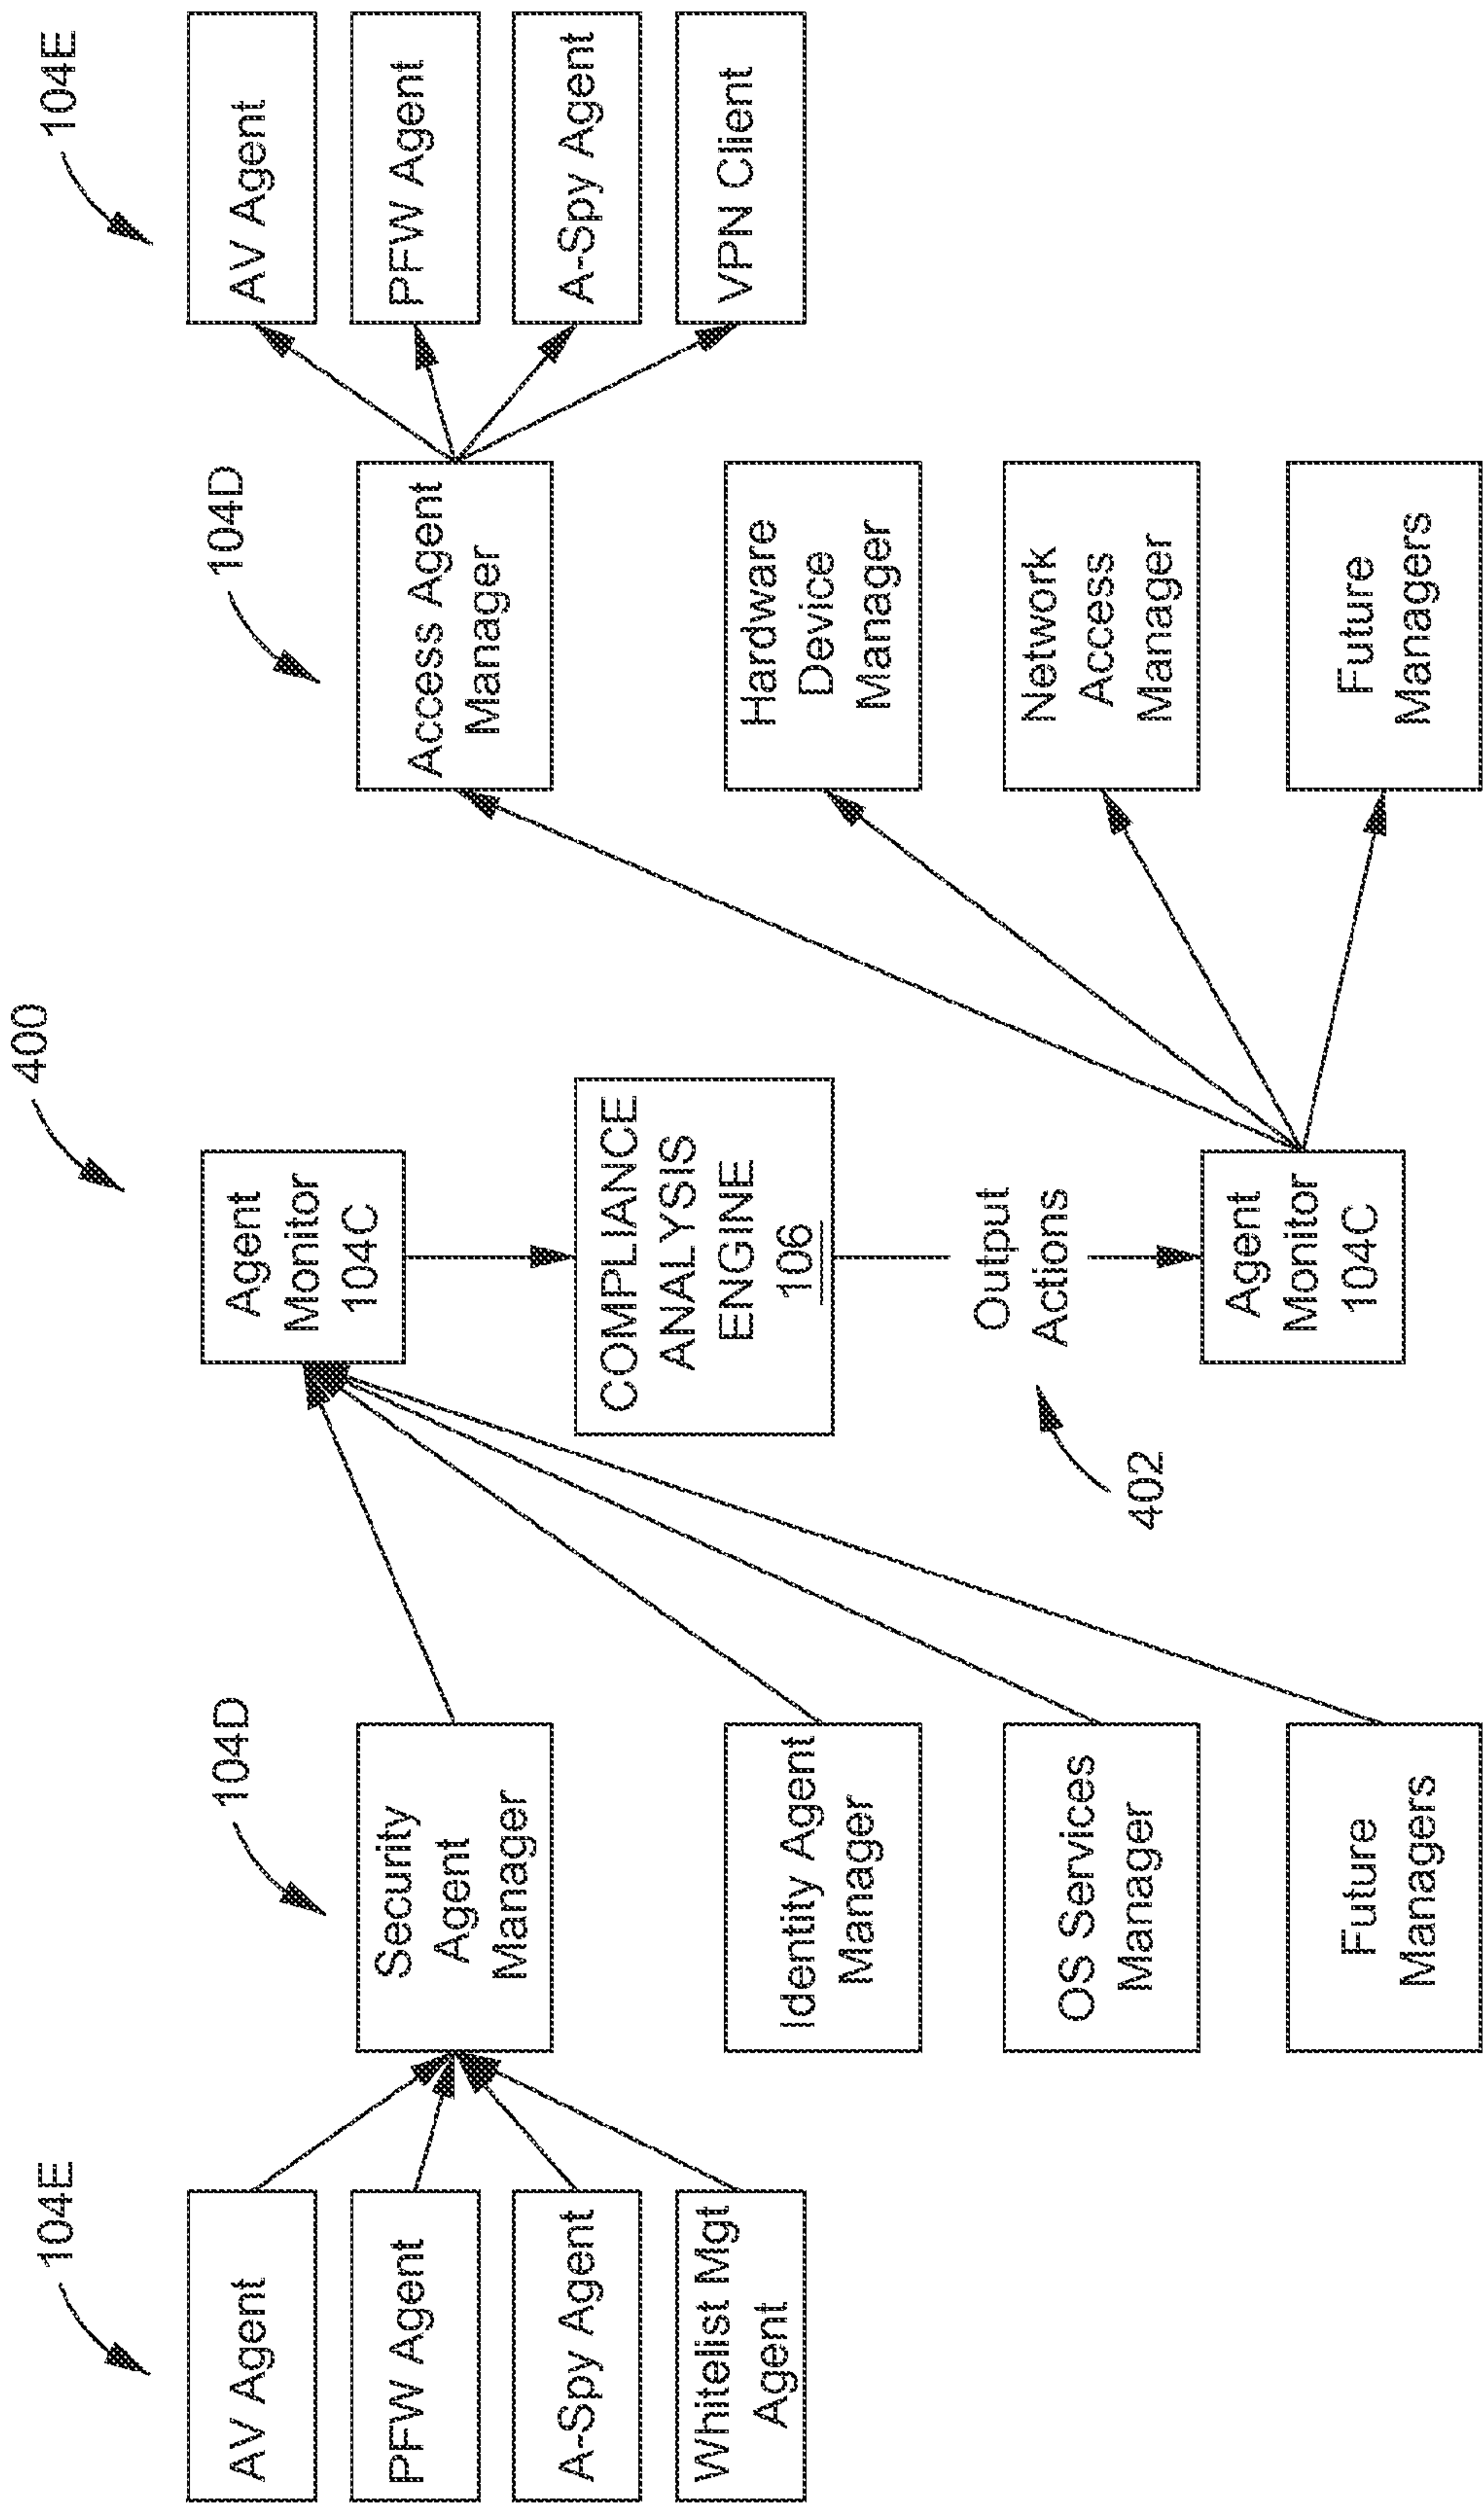 104E
AV Agent
PFW Agent
A-Spy Agent
Whitelist Mgt
Agent
104D
Security
Agent
Manager
Identity Agent
Manager
OS Services
Manager
Future
Managers
400
Agent
Monitor
104C
COMPLIANCE
ANALYSIS
ENGINE
106
Output
Actions
402
Agent
Monitor
104C
104D
Access Agent
Manager
Hardware
Device
Manager
Network
Access
Manager
Future
Managers
104E
AV Agent
PFW Agent
A-Spy Agent
VPN Client